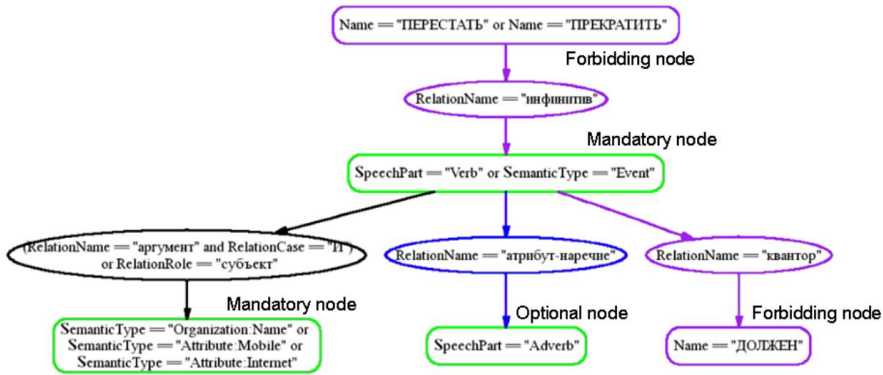 Name == "ПЕРЕСТАТЬ" or Name == "ПРЕКРАТИТЬ"
Forbidding node
RelationName == "инфинитив"
Mandatory node
SpeechPart == "Verb" or SemanticType == "Event"
(RelationName == "аргумент" and RelationCase == "П")
or RelationRole == "субъект"
RelationName == "атрибут-наречие"
RelationName == "квантор"
Mandatory node
Optional node
Forbidding node
SemanticType == "Organization:Name" or
SemanticType == "Attribute:Mobile" or
SemanticType == "Attribute:Internet"
SpeechPart == "Adverb"
Name == "ДОЛЖЕН"